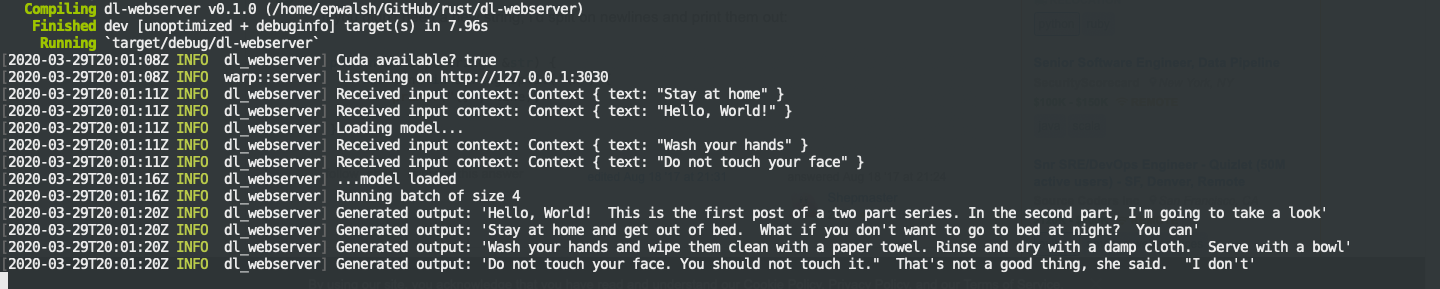 Compiling dl-webserver v0.1.0 (/home/epwalsh/GitHub/rust/dl-webserver)
Finished dev [unoptimized + debuginfo] target(s) in 7.96s
Running `target/debug/dl-webserver`
[2020-03-29T20:01:08Z INFO  dl_webserver] Cuda available? true
[2020-03-29T20:01:08Z INFO  warp::server] listening on http://127.0.0.1:3030
[2020-03-29T20:01:11Z INFO  dl_webserver] Received input context: Context { text: "Stay at home" }
[2020-03-29T20:01:11Z INFO  dl_webserver] Received input context: Context { text: "Hello, World!" }
[2020-03-29T20:01:11Z INFO  dl_webserver] Loading model...
[2020-03-29T20:01:11Z INFO  dl_webserver] Received input context: Context { text: "Wash your hands" }
[2020-03-29T20:01:11Z INFO  dl_webserver] Received input context: Context { text: "Do not touch your face" }
[2020-03-29T20:01:16Z INFO  dl_webserver] ...model loaded
[2020-03-29T20:01:16Z INFO  dl_webserver] Running batch of size 4
[2020-03-29T20:01:20Z INFO  dl_webserver] Generated output: 'Hello, World!  This is the first post of a two part series. In the second part, I'm going to take a look'
[2020-03-29T20:01:20Z INFO  dl_webserver] Generated output: 'Stay at home and get out of bed.  What if you don't want to go to bed at night?  You can'
[2020-03-29T20:01:20Z INFO  dl_webserver] Generated output: 'Wash your hands and wipe them clean with a paper towel. Rinse and dry with a damp cloth.  Serve with a bowl'
[2020-03-29T20:01:20Z INFO  dl_webserver] Generated output: 'Do not touch your face. You should not touch it."  That's not a good thing, she said.  "I don't'